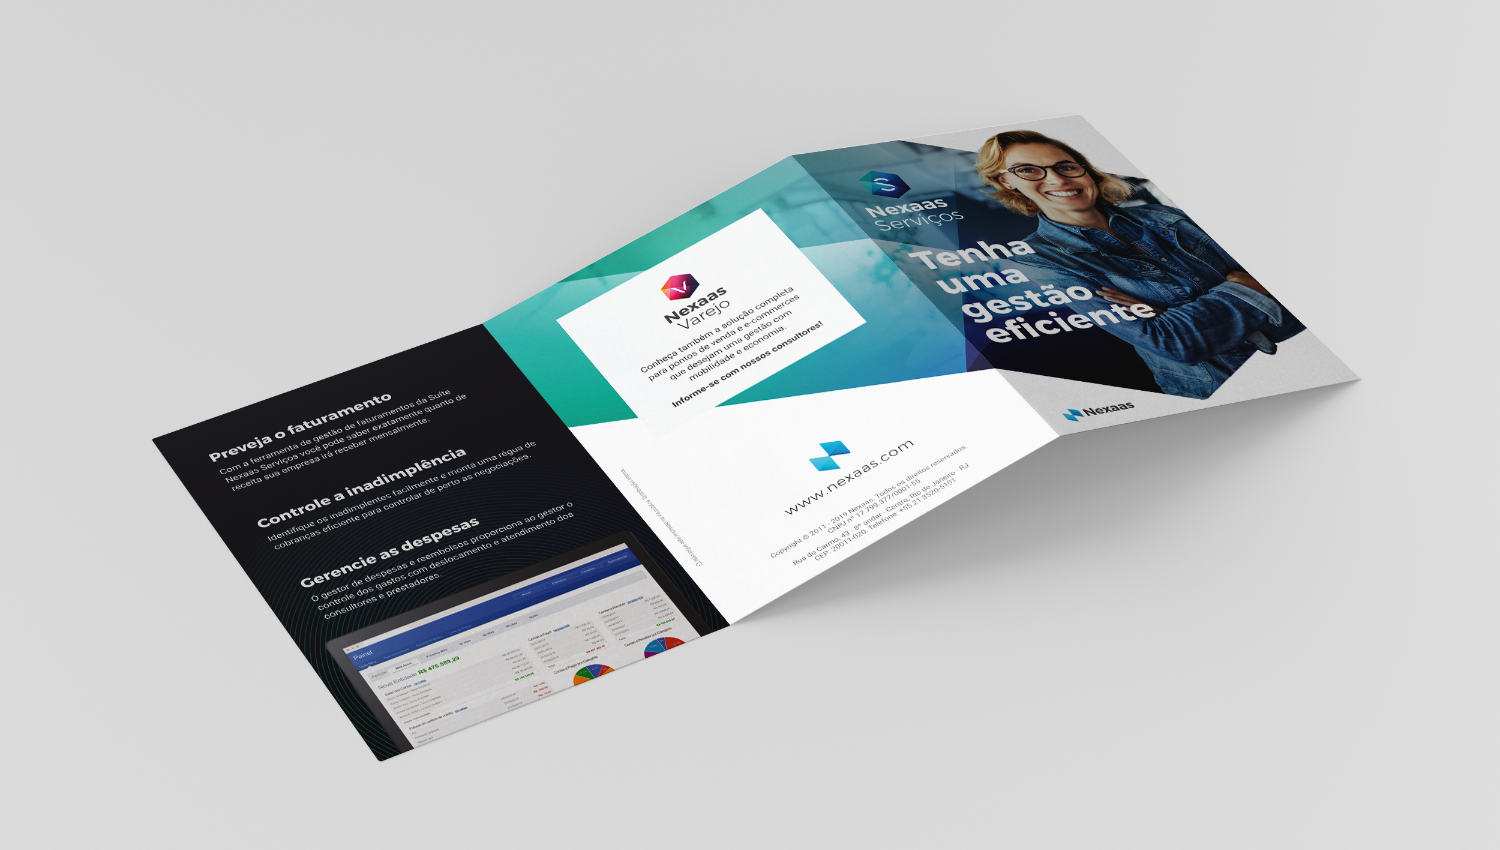 Preveja o faturamento
Com a ferramenta de gestão de faturamentos da Suíte
Nexaas Serviços você pode saber exatamente quanto de
receita sua empresa irá receber mensalmente.
Controle a inadimplência
Identifique os inadimplentes facilmente e monta uma régua de
cobranças eficiente para controlar de perto as negociações.
Gerencie as despesas
O gestor de despesas e reembolsos proporciona ao gestor o
controle dos gastos com deslocamento e atendimento dos
consultores e prestadores.
Painel
Nova Entidade R$ 475.589,23
Nexaas
Varejo
Conheça também a solução completa
para pontos de venda e e-commerces
que desejam uma gestão com
mobilidade e economia.
Informe-se com nossos consultores!
www.nexaas.com
Copyright © 2011 - 2019 Nexaas. Todos os direitos reservados.
CNPJ nº 17.799.377/0001-55
Rua do Carmo, 43 - 8º andar - Centro, Rio de Janeiro - RJ
CEP: 20011-020. Telefone: +55 21 3520-5101
S
Nexaas
Serviços
Tenha
uma
gestão
eficiente
Nexaas